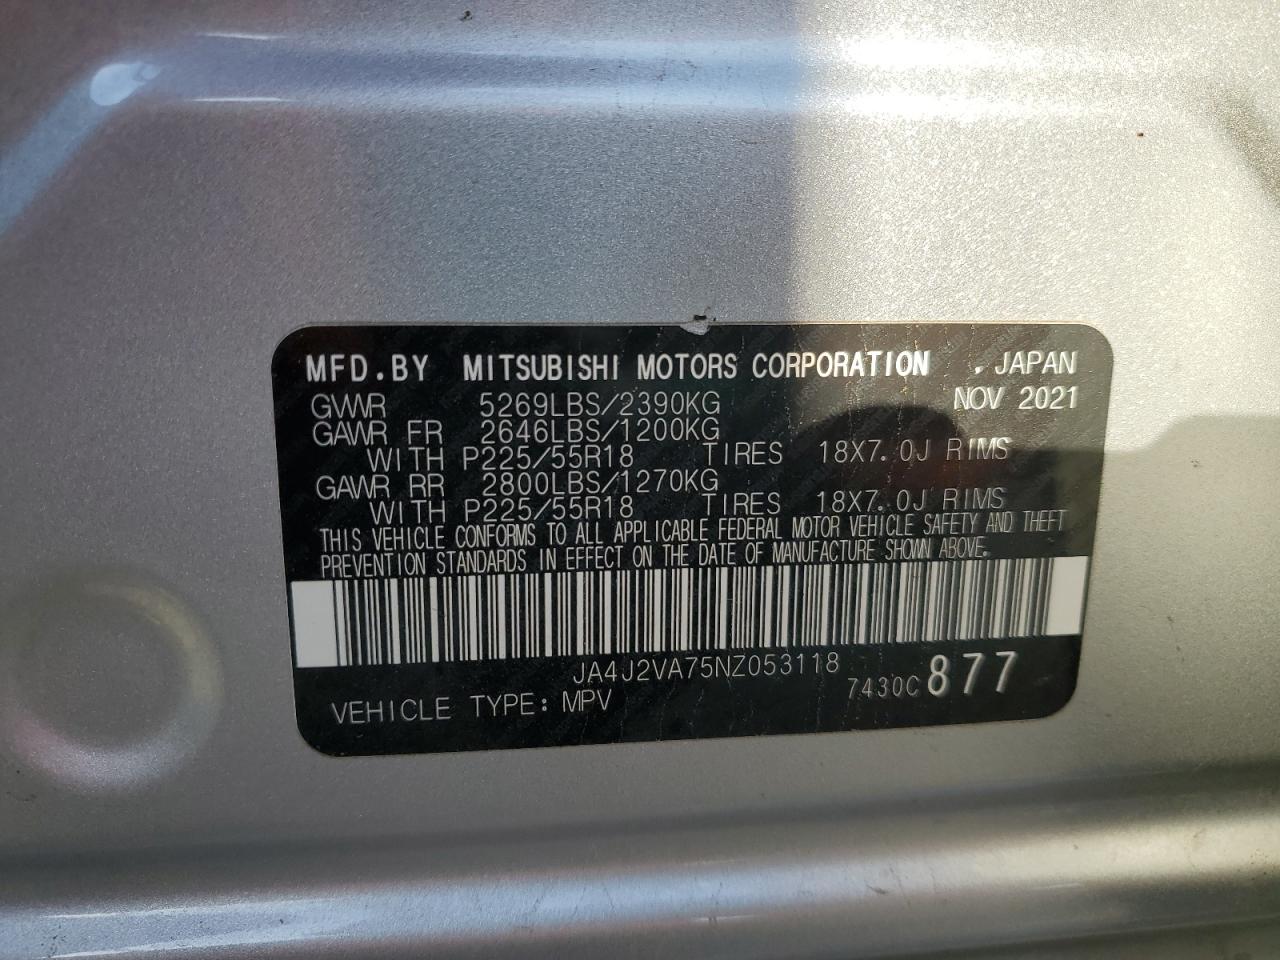 MFD.BY MITSUBISHI MOTORS CORPORATION .JAPAN
GVWR 5269LBS/2390KG NOV 2021
GAWR FR 2646LBS/1200KG
WITH P225/55R18 TIRES 18X7.0J RIMS
GAWR RR 2800LBS/1270KG
WITH P225/55R18 TIRES 18X7.0J RIMS
THIS VEHICLE CONFORMS TO ALL APPLICABLE FEDERAL MOTOR VEHICLE SAFETY AND THEFT
PREVENTION STANDARDS IN EFFECT ON THE DATE OF MANUFACTURE SHOWN ABOVE.
JA4J2VA75NZ053118
VEHICLE TYPE: MPV 7430C 877